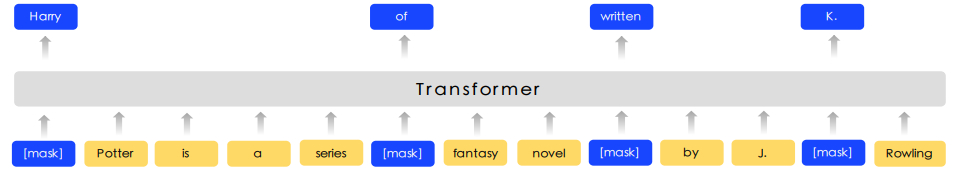 Harry of written K.
Transformer
[mask] Potter is a series [mask] fantasy novel [mask] by J. [mask] Rowling